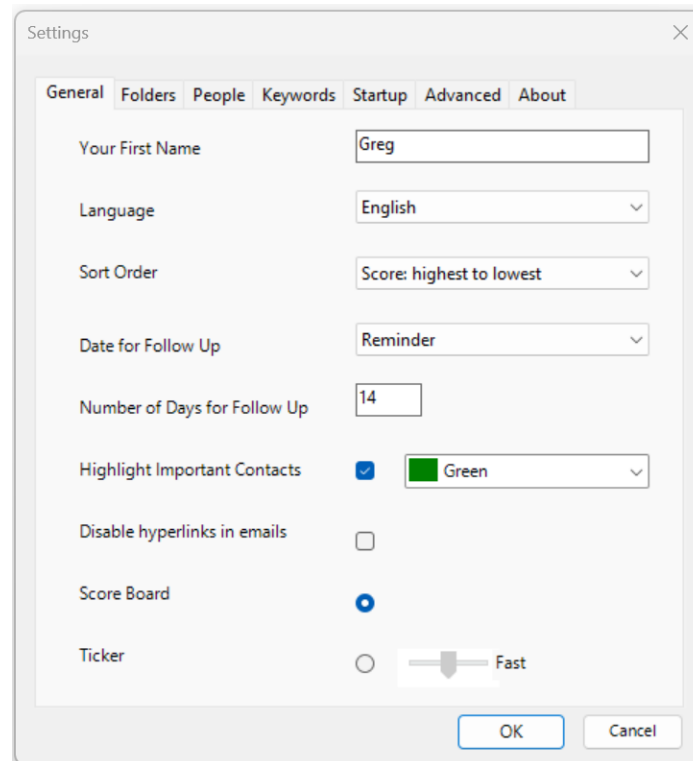 Settings
General Folders People Keywords Startup Advanced About
Your First Name Greg
Language English
Sort Order Score: highest to lowest
Date for Follow Up Reminder
Number of Days for Follow Up 14
Highlight Important Contacts Green
Disable hyperlinks in emails
Score Board
Ticker Fast
OK Cancel